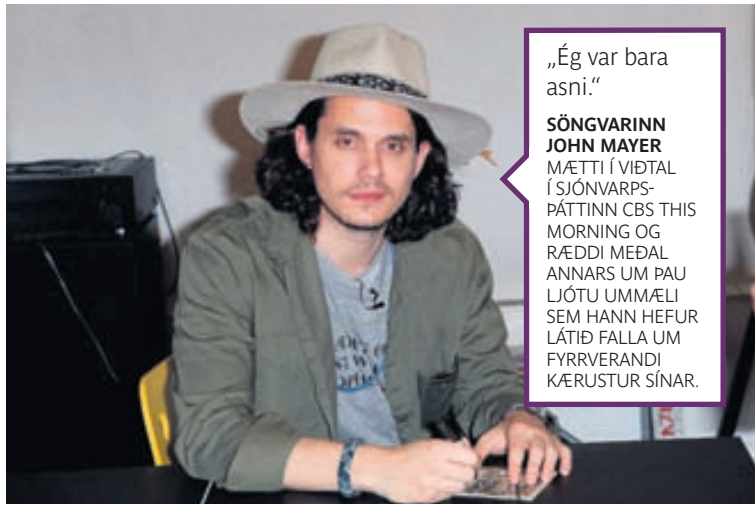 „Ég var bara
asni.“
SÖNGVARINN
JOHN MAYER
MÆTTI Í VIÐTAL
Í SJÓNVARPS-
ÞÁTTINN CBS THIS
MORNING OG
RÆDDI MEÐAL
ANNARS UM ÞAU
LJÓTU UMMÆLI
SEM HANN HEFUR
LÁTIÐ FALLA UM
FYRRVERANDI
KÆRUSTUR SÍNAR.